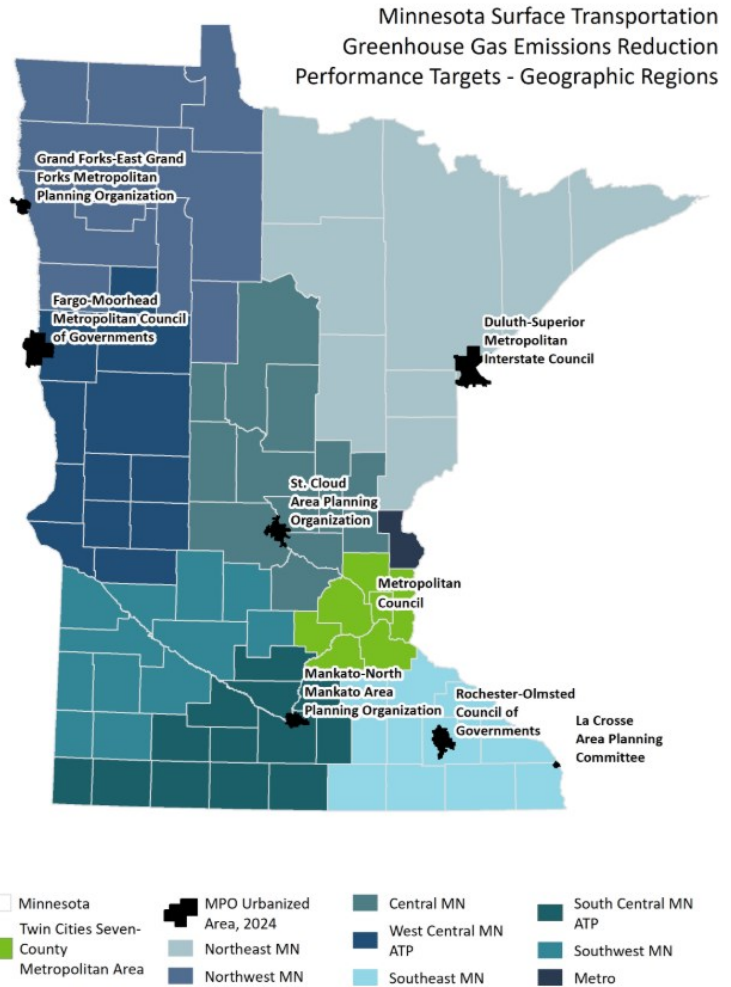 Minnesota Surface Transportation
Greenhouse Gas Emissions Reduction
Performance Targets - Geographic Regions
Grand Forks-East Grand
Forks Metropolitan
Planning Organization
Fargo-Moorhead
Metropolitan Council
of Governments
Duluth-Superior
Metropolitan
Interstate Council
St. Cloud
Area Planning
Organization
Metropolitan
Council
Mankato-North
Mankato Area
Planning Organization
Rochester-Olmsted
Council of
Governments
La Crosse
Area Planning
Committee
Minnesota
Twin Cities Seven-
County
Metropolitan Area
MPO Urbanized
Area, 2024
Northeast MN
Northwest MN
Central MN
West Central MN
ATP
Southeast MN
South Central MN
ATP
Southwest MN
Metro